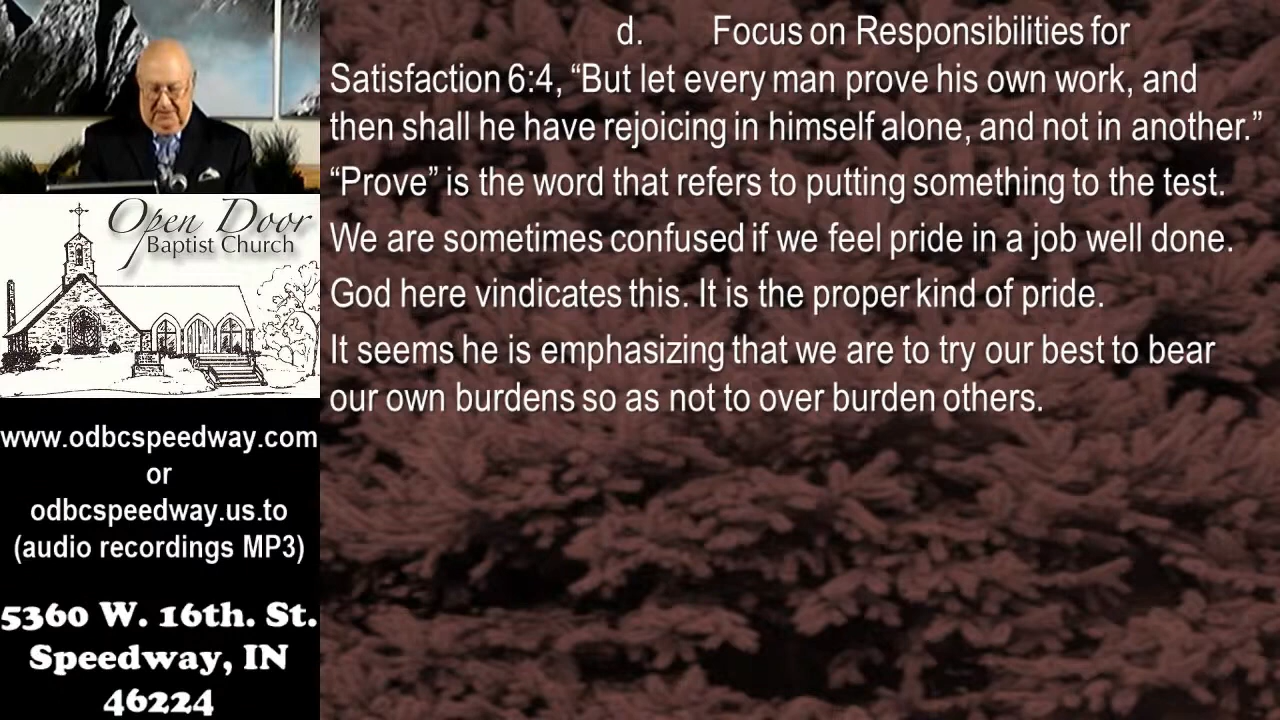 Open Door
Baptist Church
www.odbcspeedway.com
or
odbcspeedway.us.to
(audio recordings MP3)
5360 W. 16th. St.
Speedway, IN
46224
d. Focus on Responsibilities for
Satisfaction 6:4, “But let every man prove his own work, and
then shall he have rejoicing in himself alone, and not in another.”
“Prove” is the word that refers to putting something to the test.
We are sometimes confused if we feel pride in a job well done.
God here vindicates this. It is the proper kind of pride.
It seems he is emphasizing that we are to try our best to bear
our own burdens so as not to over burden others.